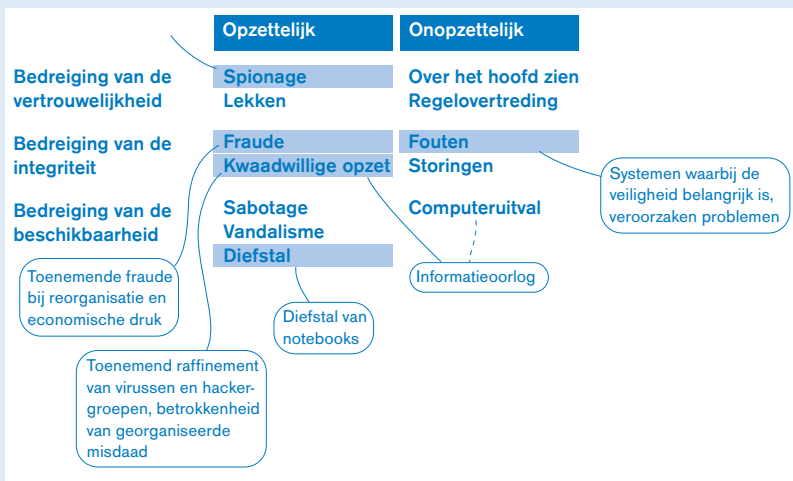 Opzettelijk
Onopzettelijk
Bedreiging van de
vertrouwelijkheid
Spionage
Lekken
Over het hoofd zien
Regelovertreding
Bedreiging van de
integriteit
Fraude
Kwaadwillige opzet
Fouten
Storingen
Systemen waarbij de
veiligheid belangrijk is,
veroorzaken problemen
Bedreiging van de
beschikbaarheid
Sabotage
Vandalisme
Diefstal
Computeruitval
Toenemende fraude
bij reorganisatie en
economische druk
Informatieoorlog
Diefstal van
notebooks
Toenemend raffinement
van virussen en hacker-
groepen, betrokkenheid
van georganiseerde
misdaad